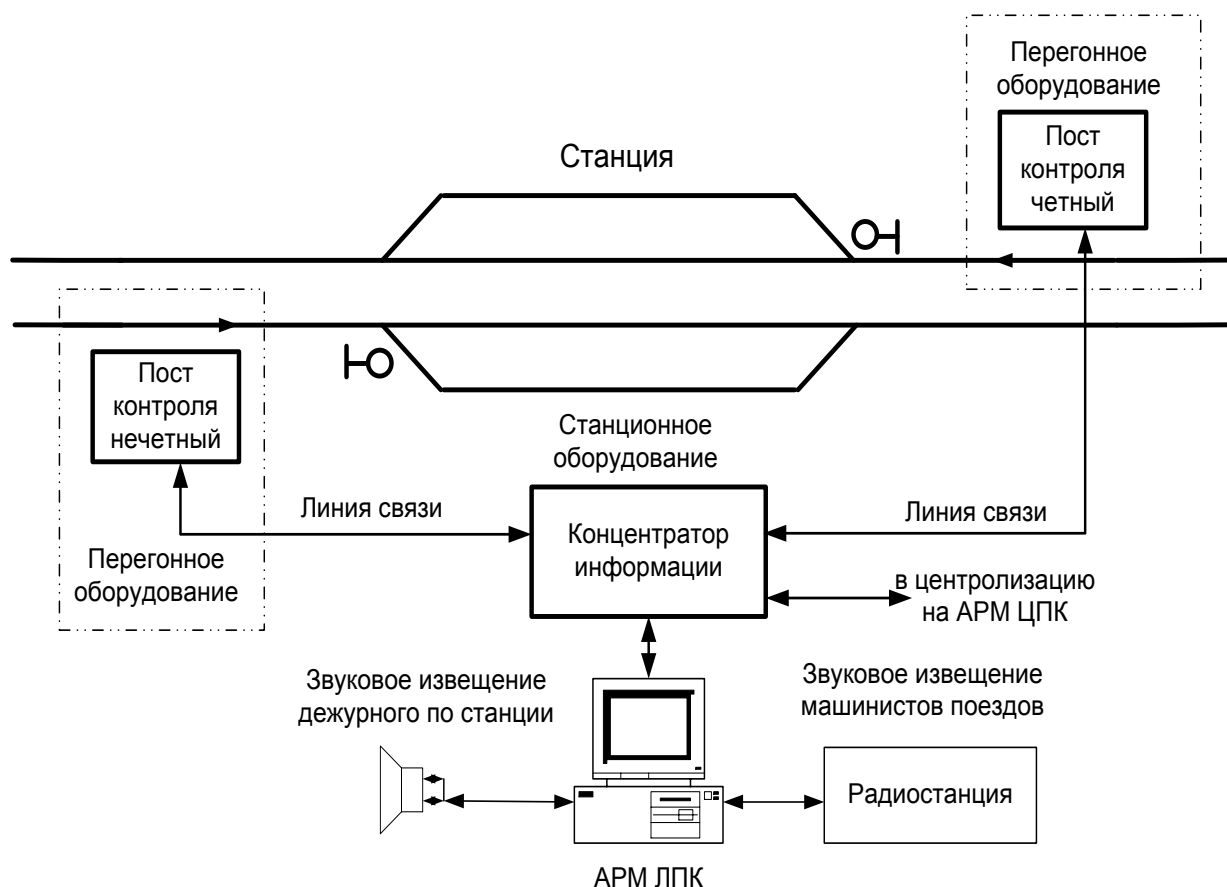 Перегонное
оборудование
Пост
контроля
четный
Станция
Пост
контроля
нечетный
Станционное
оборудование
Линия связи
Линия связи
Концентратор
информации
Перегонное
оборудование
в центролизацию
на АРМ ЦПК
Звуковое извещение
дежурного по станции
Звуковое извещение
машинистов поездов
Радиостанция
АРМ ЛПК